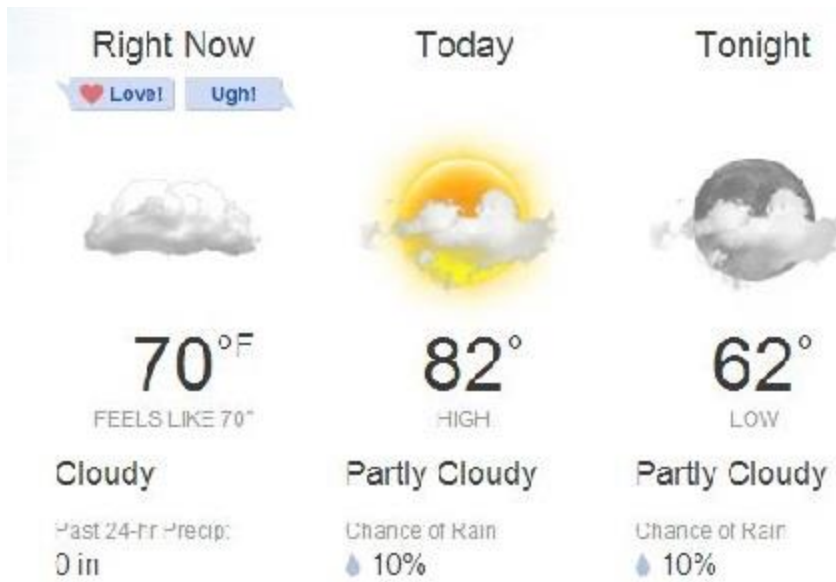 Right Now
Love!
Ugh!
70°F
FEELS LIKE 70°
Cloudy
Past 24-hr Precip:
0 in
Today
82°
HIGH
Partly Cloudy
Chance of Rain
10%
Tonight
62°
LOW
Partly Cloudy
Chance of Rain
10%